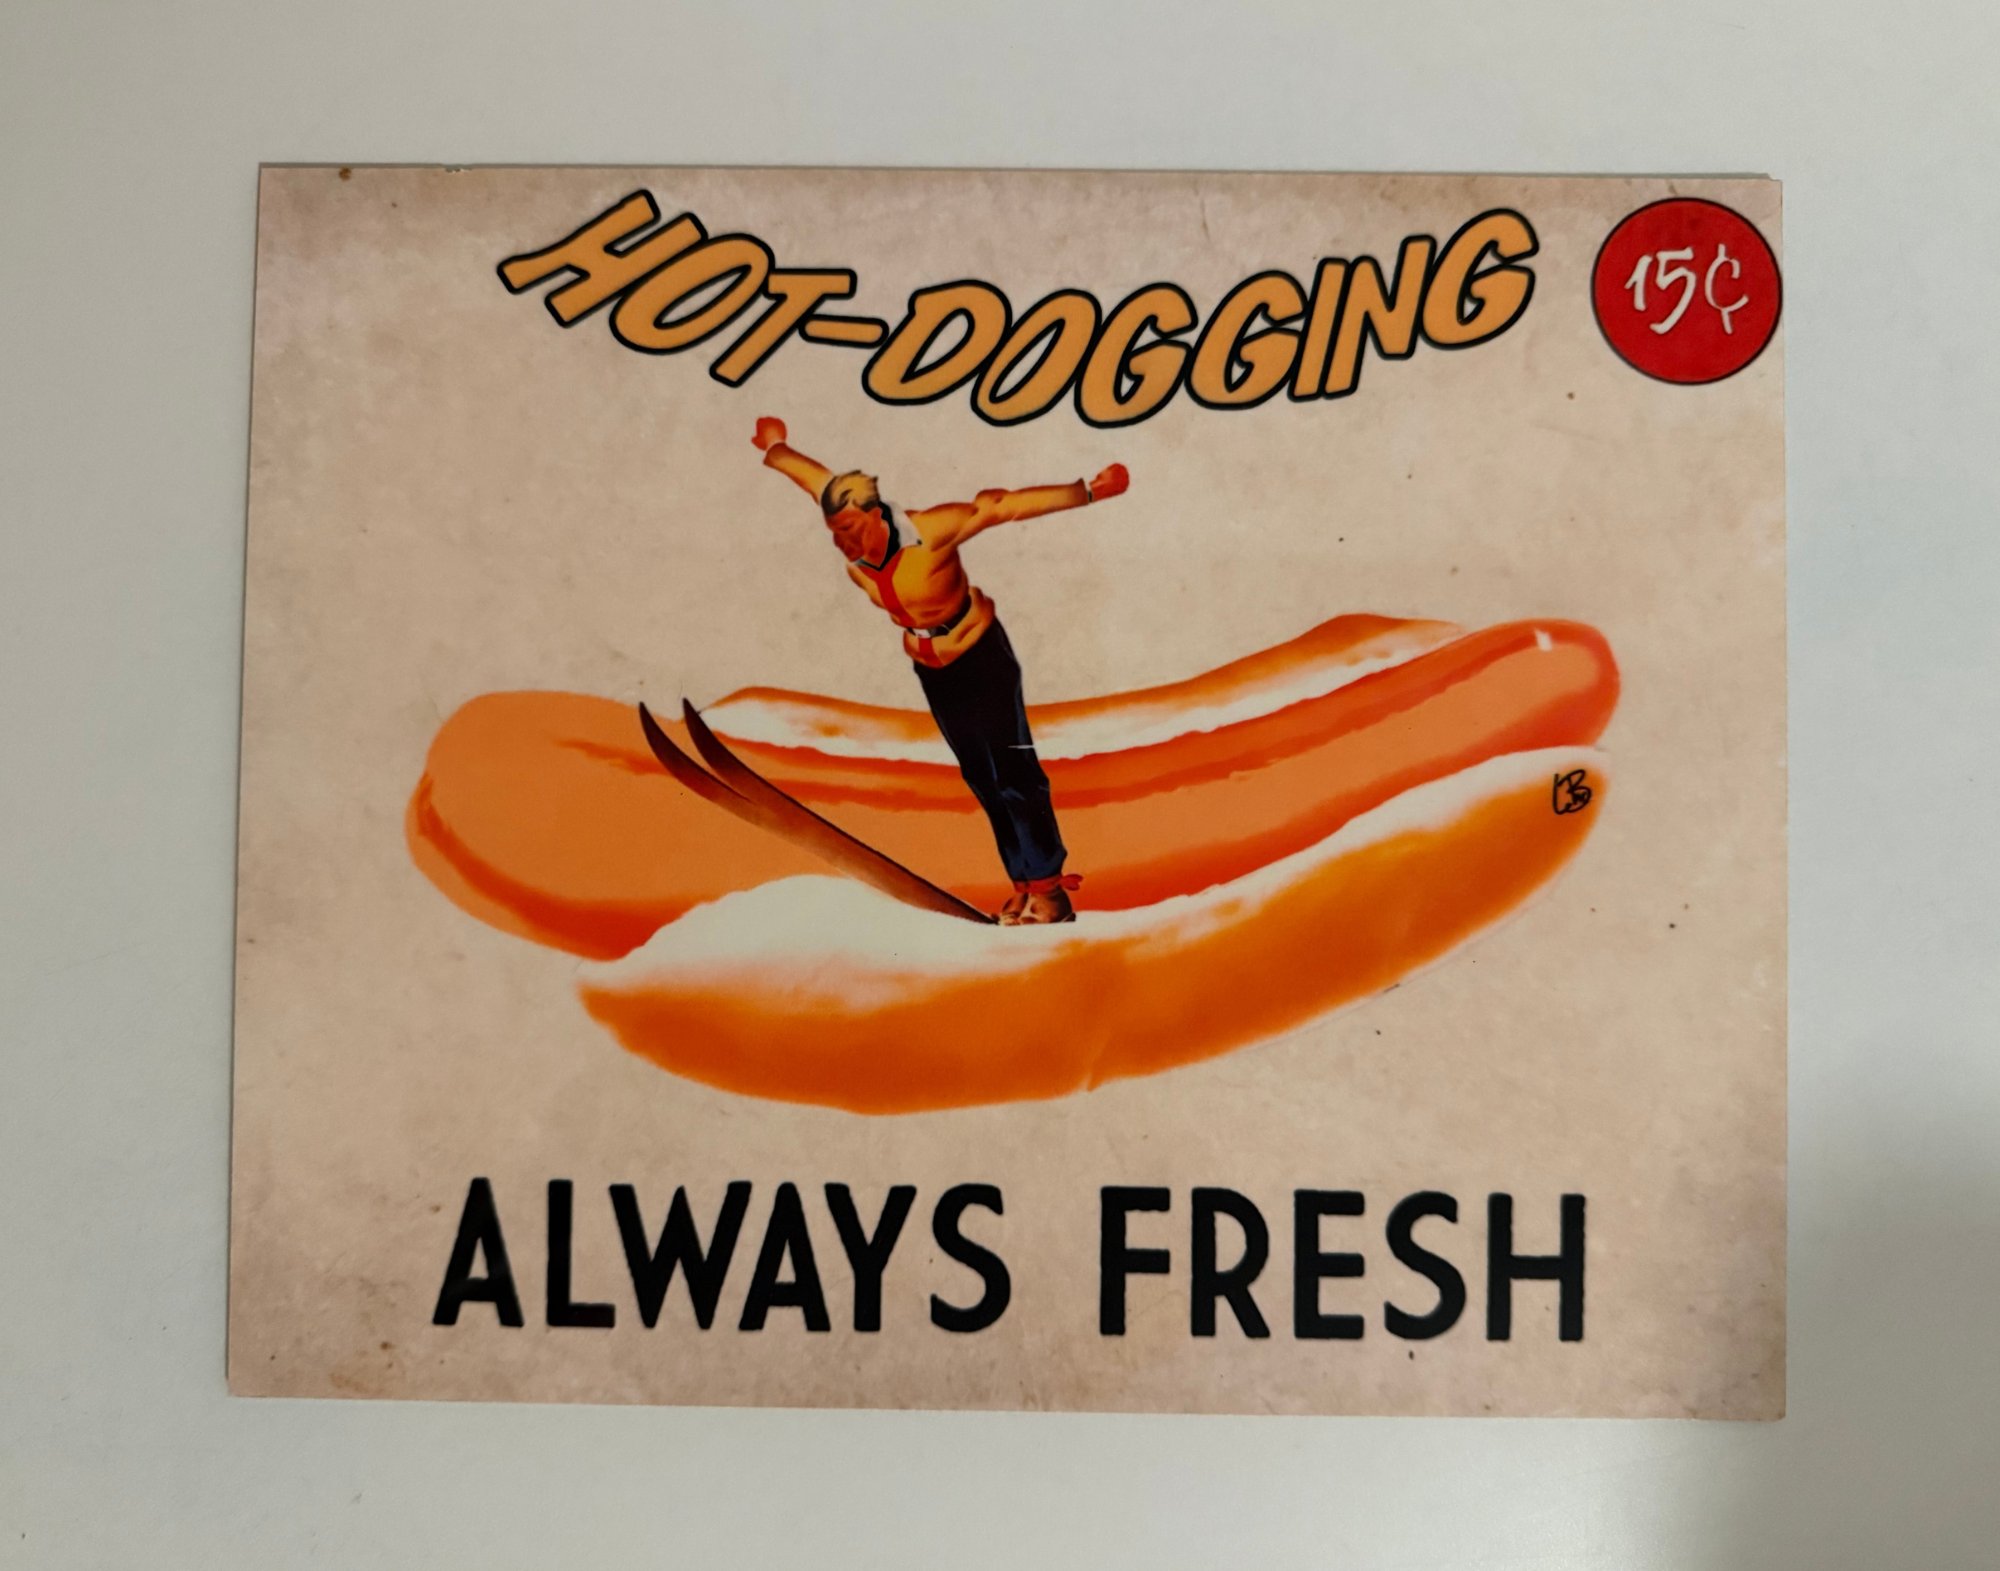 HOT-DOGGING
15¢
ALWAYS FRESH